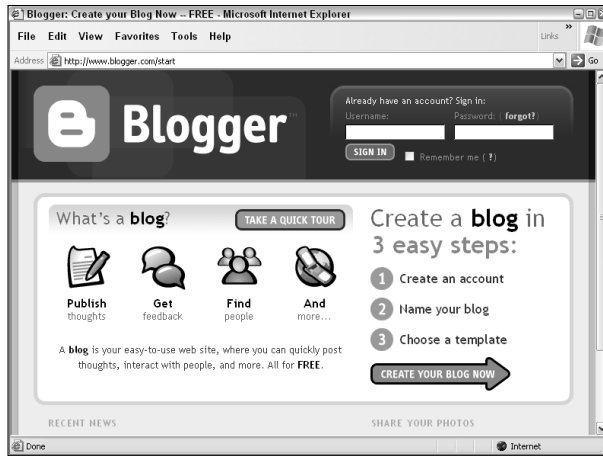 Blogger: Create your Blog Now -- FREE - Microsoft Internet Explorer
File Edit View Favorites Tools Help
Links »
Address http://www.blogger.com/start Go
Blogger™
Already have an account? Sign in:
Username: Password: ( forgot? )
SIGN IN Remember me ( ? )
What's a blog?
TAKE A QUICK TOUR
Publish
thoughts
Get
feedback
Find
people
And
more...
A blog is your easy-to-use web site, where you can quickly post
thoughts, interact with people, and more. All for FREE.
Create a blog in
3 easy steps:
1 Create an account
2 Name your blog
3 Choose a template
CREATE YOUR BLOG NOW
RECENT NEWS
SHARE YOUR PHOTOS
Done
Internet